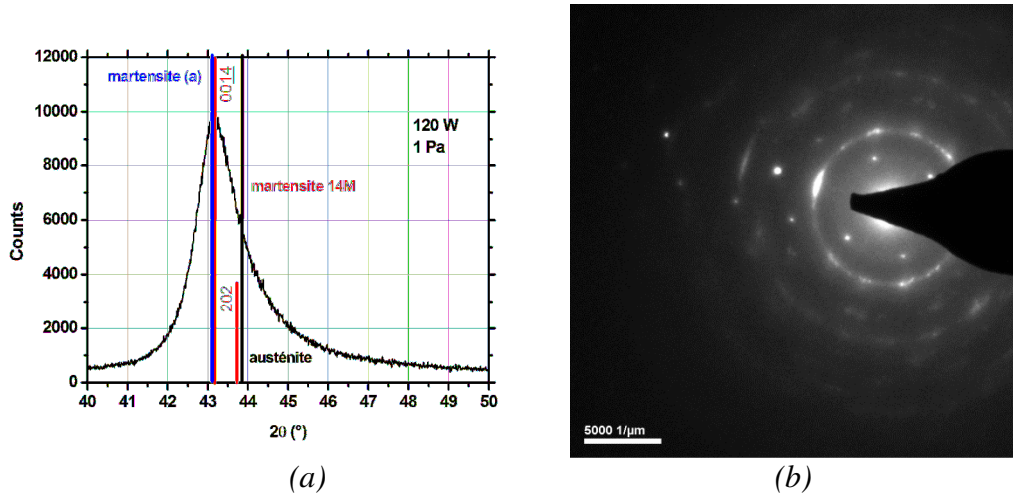 12000
10000
8000
6000
4000
2000
0
Counts
martensite (a)
0014
120 W
1 Pa
martensite 14M
202
austénite
40 41 42 43 44 45 46 47 48 49 50
2θ (°)
(a)
5000 1/µm
(b)